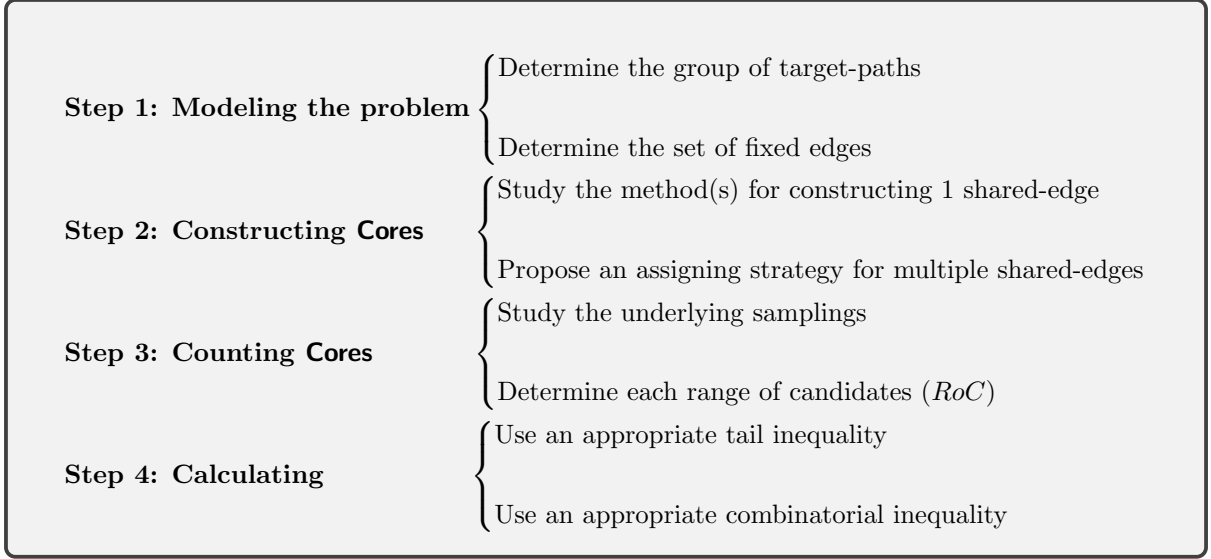 Determine the group of target-paths
Step 1: Modeling the problem
Determine the set of fixed edges
Study the method(s) for constructing 1 shared-edge
Step 2: Constructing Cores
Propose an assigning strategy for multiple shared-edges
Study the underlying samplings
Step 3: Counting Cores
Determine each range of candidates (RoC)
Use an appropriate tail inequality
Step 4: Calculating
Use an appropriate combinatorial inequality